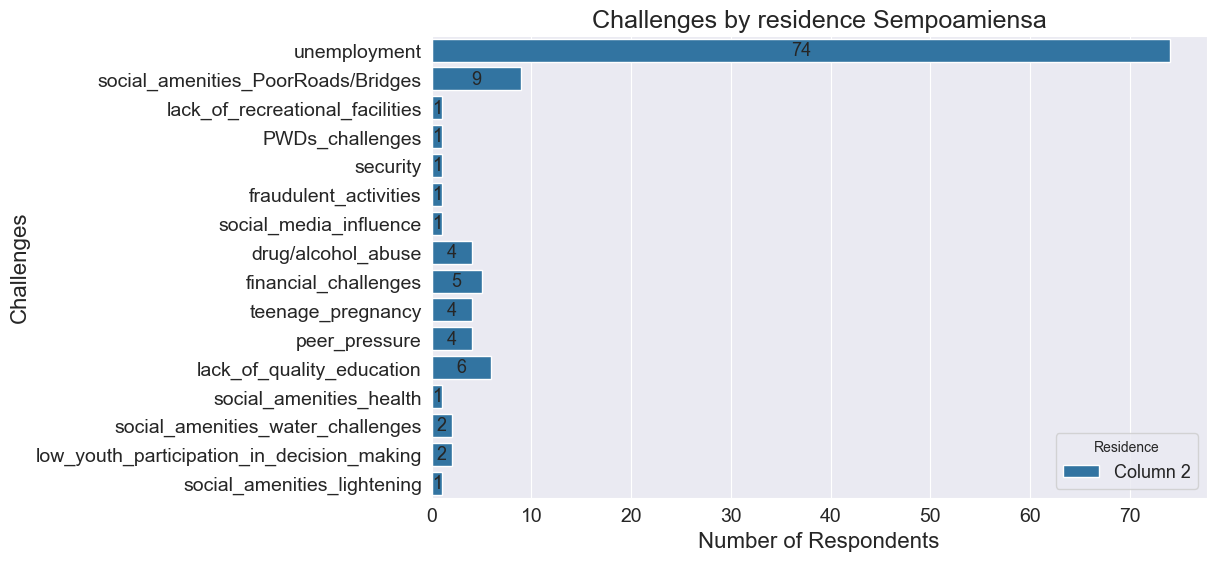 Challenges by residence Sempoamiensa
Challenges
unemployment 74
social_amenities_PoorRoads/Bridges 9
lack_of_recreational_facilities 1
PWDs_challenges 1
security 1
fraudulent_activities 1
social_media_influence 1
drug/alcohol_abuse 4
financial_challenges 5
teenage_pregnancy 4
peer_pressure 4
lack_of_quality_education 6
social_amenities_health 1
social_amenities_water_challenges 2
low_youth_participation_in_decision_making 2
social_amenities_lightening 1
Residence
Column 2
0 10 20 30 40 50 60 70
Number of Respondents